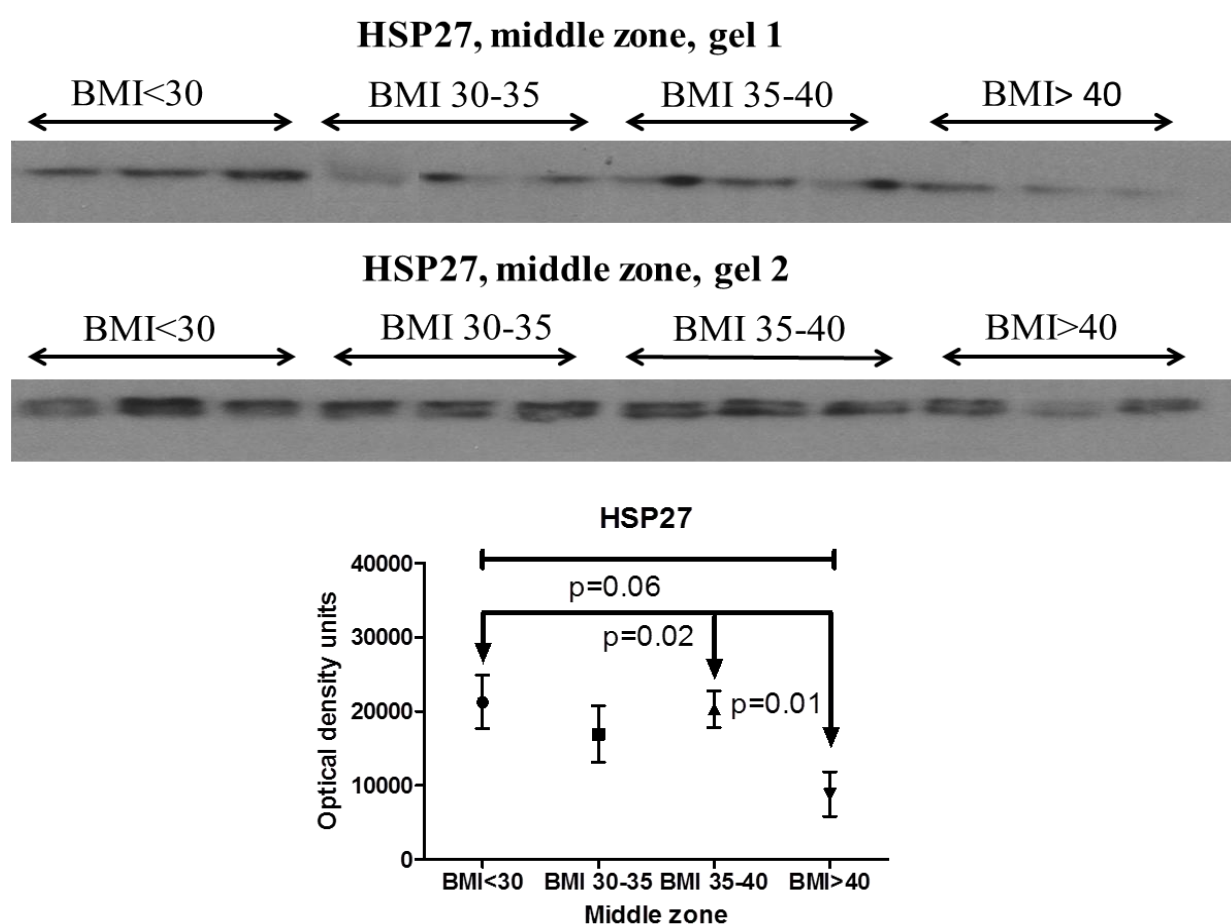 HSP27, middle zone, gel 1
BMI<30 BMI 30-35 BMI 35-40 BMI> 40
HSP27, middle zone, gel 2
BMI<30 BMI 30-35 BMI 35-40 BMI>40
HSP27
40000
p=0.06
30000
p=0.02
20000
p=0.01
10000
0
Optical density units
BMI<30 BMI 30-35 BMI 35-40 BMI>40
Middle zone